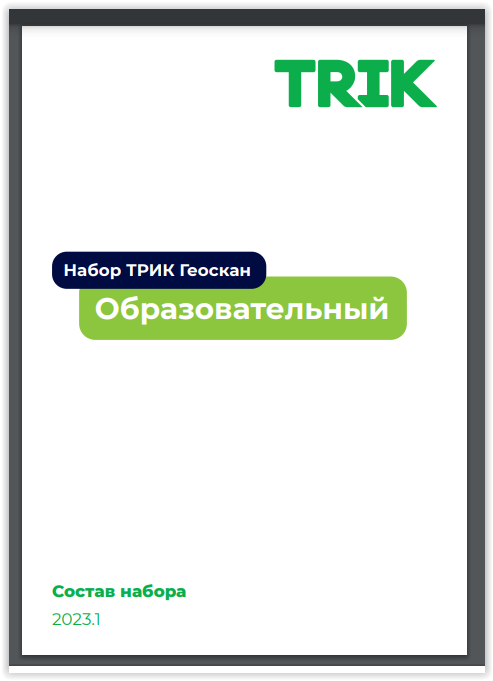 TRIK
Набор ТРИК Геоскан
Образовательный
Состав набора
2023.1